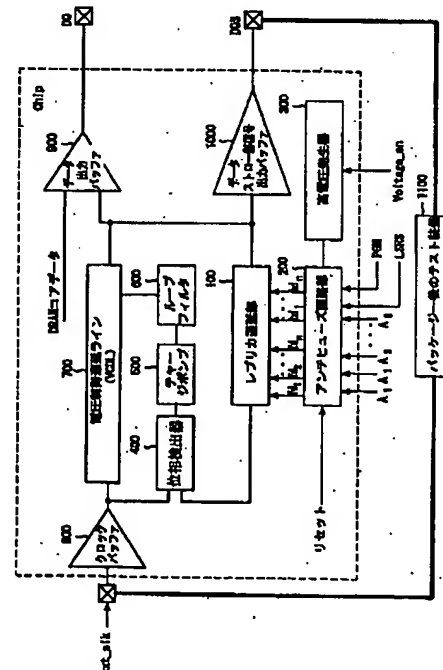 DQ
DQS
Chip
900
データ
出力
バッファ
1000
データ
ストローブ信号
出力バッファ
300
高電圧発生器
DRAMコアデータ
Voltage_en
1100
パッケージ後のテスト装置
700
電圧制御遅延ライン
(VCDL)
600
ループ
フィルタ
500
チャー
ジポンプ
400
位相検出器
100
レプリカ遅延部
200
アンチヒューズ回路部
PGM
リセット
800
クロック
バッファ